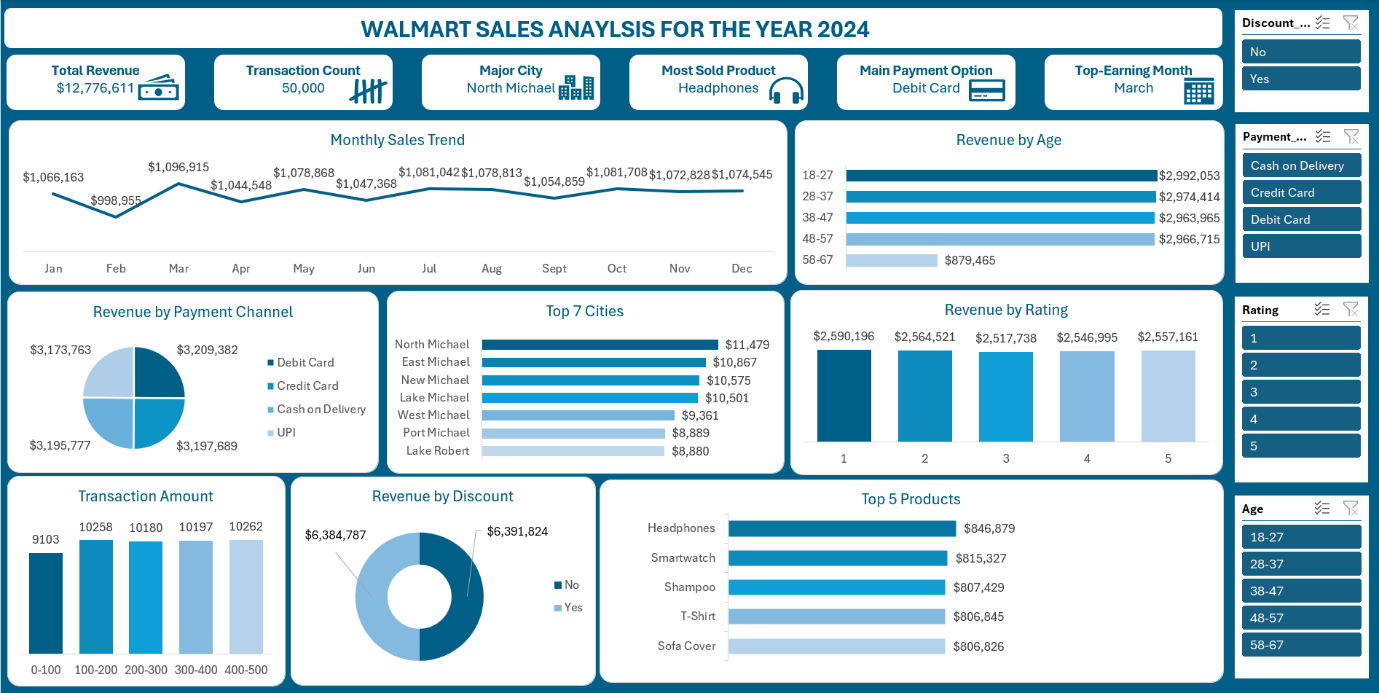 WALMART SALES ANAYLSIS FOR THE YEAR 2024
Total Revenue
$12,776,611
Transaction Count
50,000
Major City
North Michael
Most Sold Product
Headphones
Main Payment Option
Debit Card
Top-Earning Month
March
Monthly Sales Trend
$1,066,163
$998,955
$1,096,915
$1,044,548
$1,078,868
$1,047,368
$1,081,042
$1,078,813
$1,054,859
$1,081,708
$1,072,828
$1,074,545
Jan Feb Mar Apr May Jun Jul Aug Sept Oct Nov Dec
Revenue by Age
18-27 $2,992,053
28-37 $2,974,414
38-47 $2,963,965
48-57 $2,966,715
58-67 $879,465
Revenue by Payment Channel
$3,173,763 $3,209,382
$3,195,777 $3,197,689
Debit Card
Credit Card
Cash on Delivery
UPI
Top 7 Cities
North Michael $11,479
East Michael $10,867
New Michael $10,575
Lake Michael $10,501
West Michael $9,361
Port Michael $8,889
Lake Robert $8,880
Revenue by Rating
$2,590,196 $2,564,521 $2,517,738 $2,546,995 $2,557,161
1 2 3 4 5
Transaction Amount
9103 10258 10180 10197 10262
0-100 100-200 200-300 300-400 400-500
Revenue by Discount
$6,384,787 $6,391,824
No
Yes
Top 5 Products
Headphones $846,879
Smartwatch $815,327
Shampoo $807,429
T-Shirt $806,845
Sofa Cover $806,826
Discount_...
No
Yes
Payment_...
Cash on Delivery
Credit Card
Debit Card
UPI
Rating
1
2
3
4
5
Age
18-27
28-37
38-47
48-57
58-67